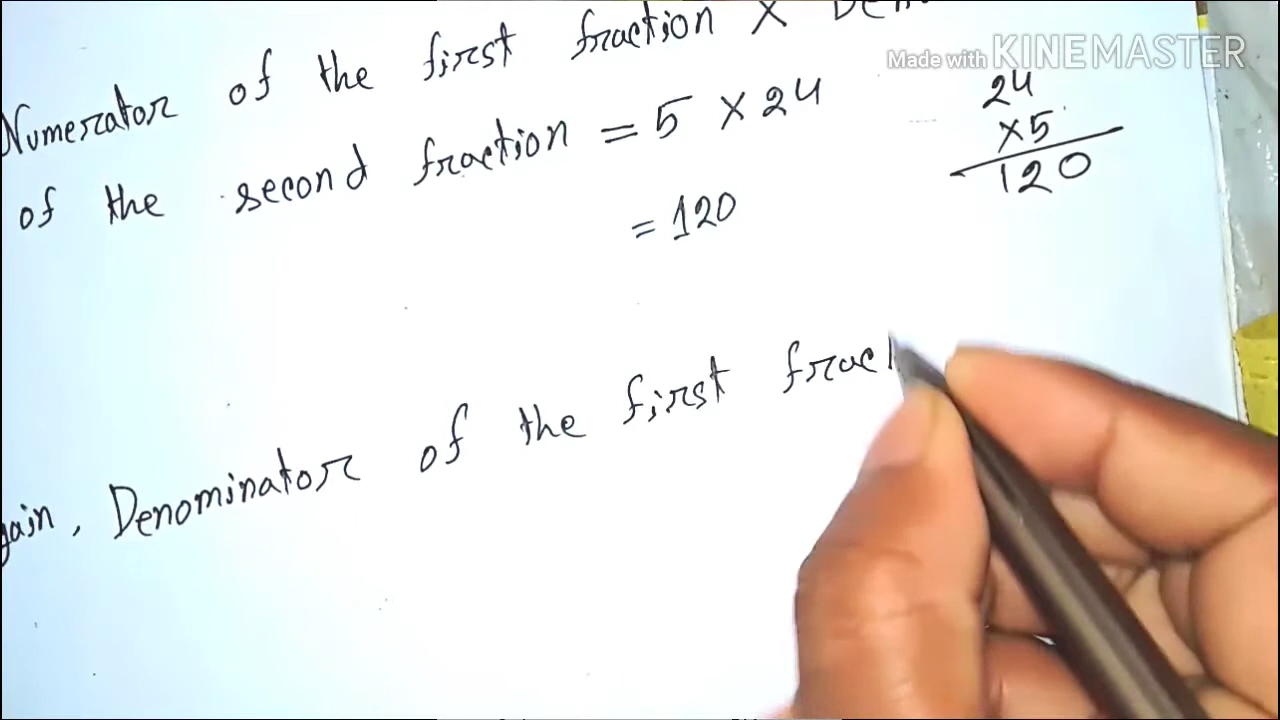 Numerator of the first fraction X
of the second fraction = 5 X 24
= 120
24
X5
120
Denominator of the first frac
Made with KINEMASTER